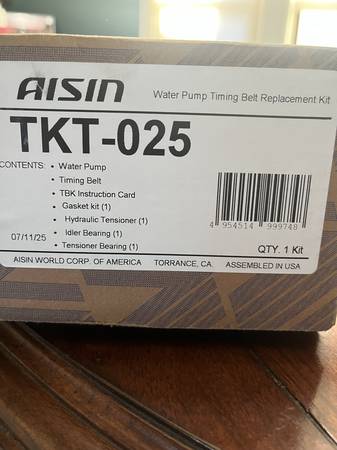 AISIN
Water Pump Timing Belt Replacement Kit
TKT-025
CONTENTS:
• Water Pump
• Timing Belt
• TBK Instruction Card
• Gasket kit (1)
• Hydraulic Tensioner (1)
• Idler Bearing (1)
• Tensioner Bearing (1)
4 954514 999748
07/11/25
QTY. 1 Kit
AISIN WORLD CORP. OF AMERICA TORRANCE, CA. ASSEMBLED IN USA